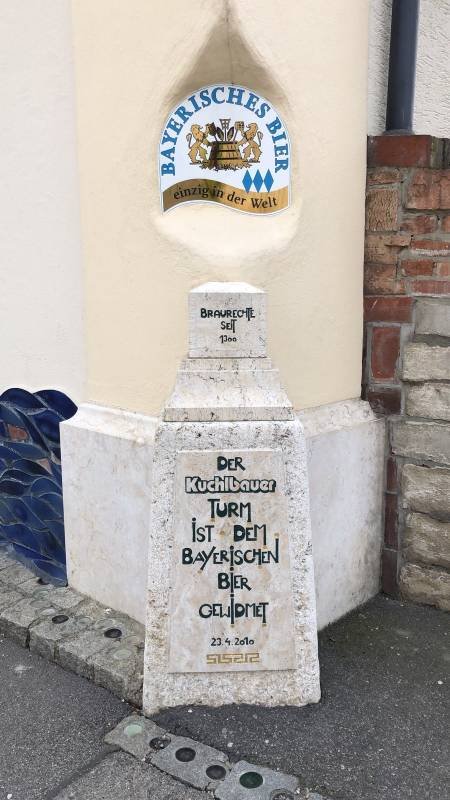 BAYERISCHES BIER
einzig in der Welt
BRAURECHTE
SEIT
1300
DER
Kuchlbauer
TURM
IST DEM
BAYERISCHEN
BIER
GEWIDMET
23.4.2010